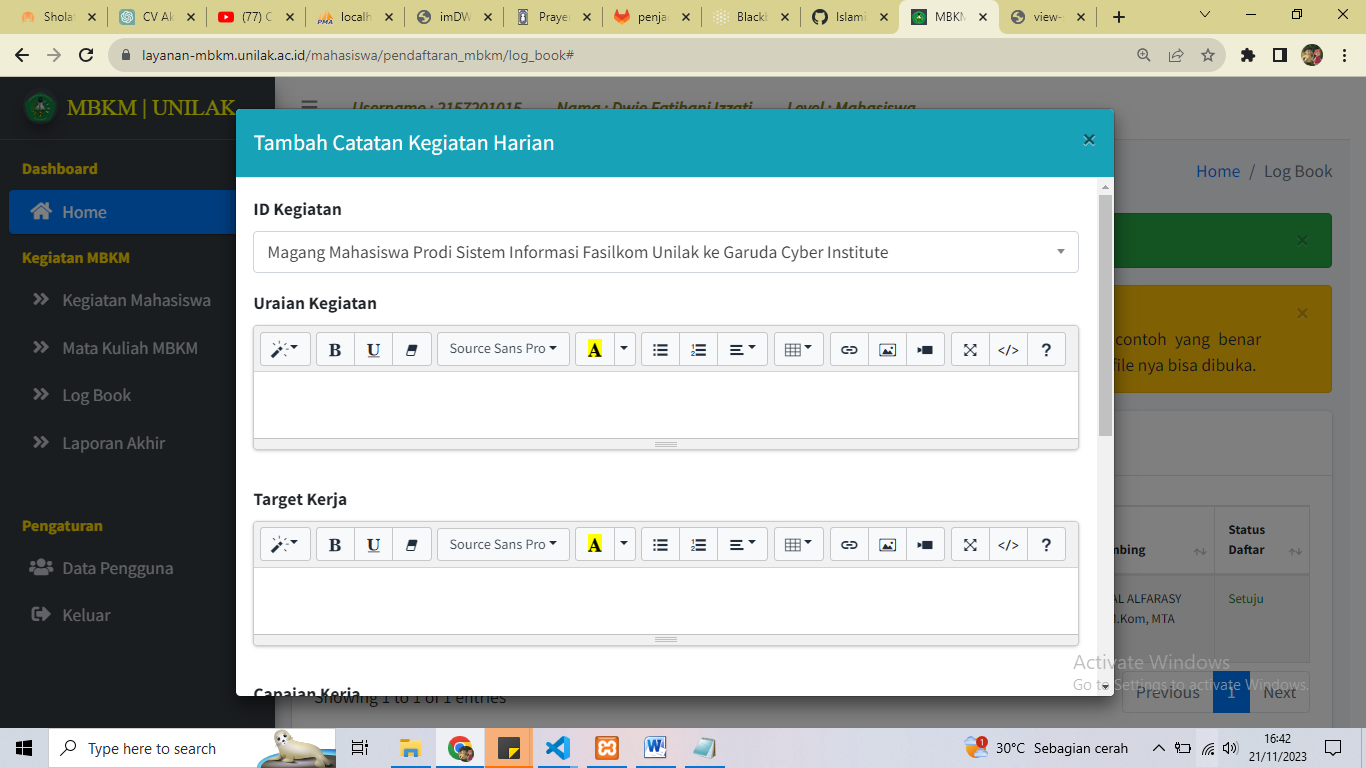 Shola
CV Ak
(77) C
localh
imDW
Praye
penja
Blackl
Islami
MBKM
view-
layanan-mbkm.unilak.ac.id/mahasiswa/pendaftaran_mbkm/log_book#
MBKM | UNILAK
Username : 2157201015 Nama : Dwie Fatihani Izzati Level : Mahasiswa
Dashboard
Home
Kegiatan MBKM
Kegiatan Mahasiswa
Mata Kuliah MBKM
Log Book
Laporan Akhir
Pengaturan
Data Pengguna
Keluar
Home / Log Book
Tambah Catatan Kegiatan Harian
×
ID Kegiatan
Magang Mahasiswa Prodi Sistem Informasi Fasilkom Unilak ke Garuda Cyber Institute
Uraian Kegiatan
B U Source Sans Pro A </> ?
Target Kerja
B U Source Sans Pro A </> ?
Capaian Kerja
×
×
contoh yang benar
file nya bisa dibuka.
nbing
Status
Daftar
AL ALFARASY
I.Kom, MTA
Setuju
Showing 1 to 1 of 1 entries
Previous 1 Next
Activate Windows
Go to Settings to activate Windows.
Type here to search
30°C Sebagian cerah
16:42
21/11/2023